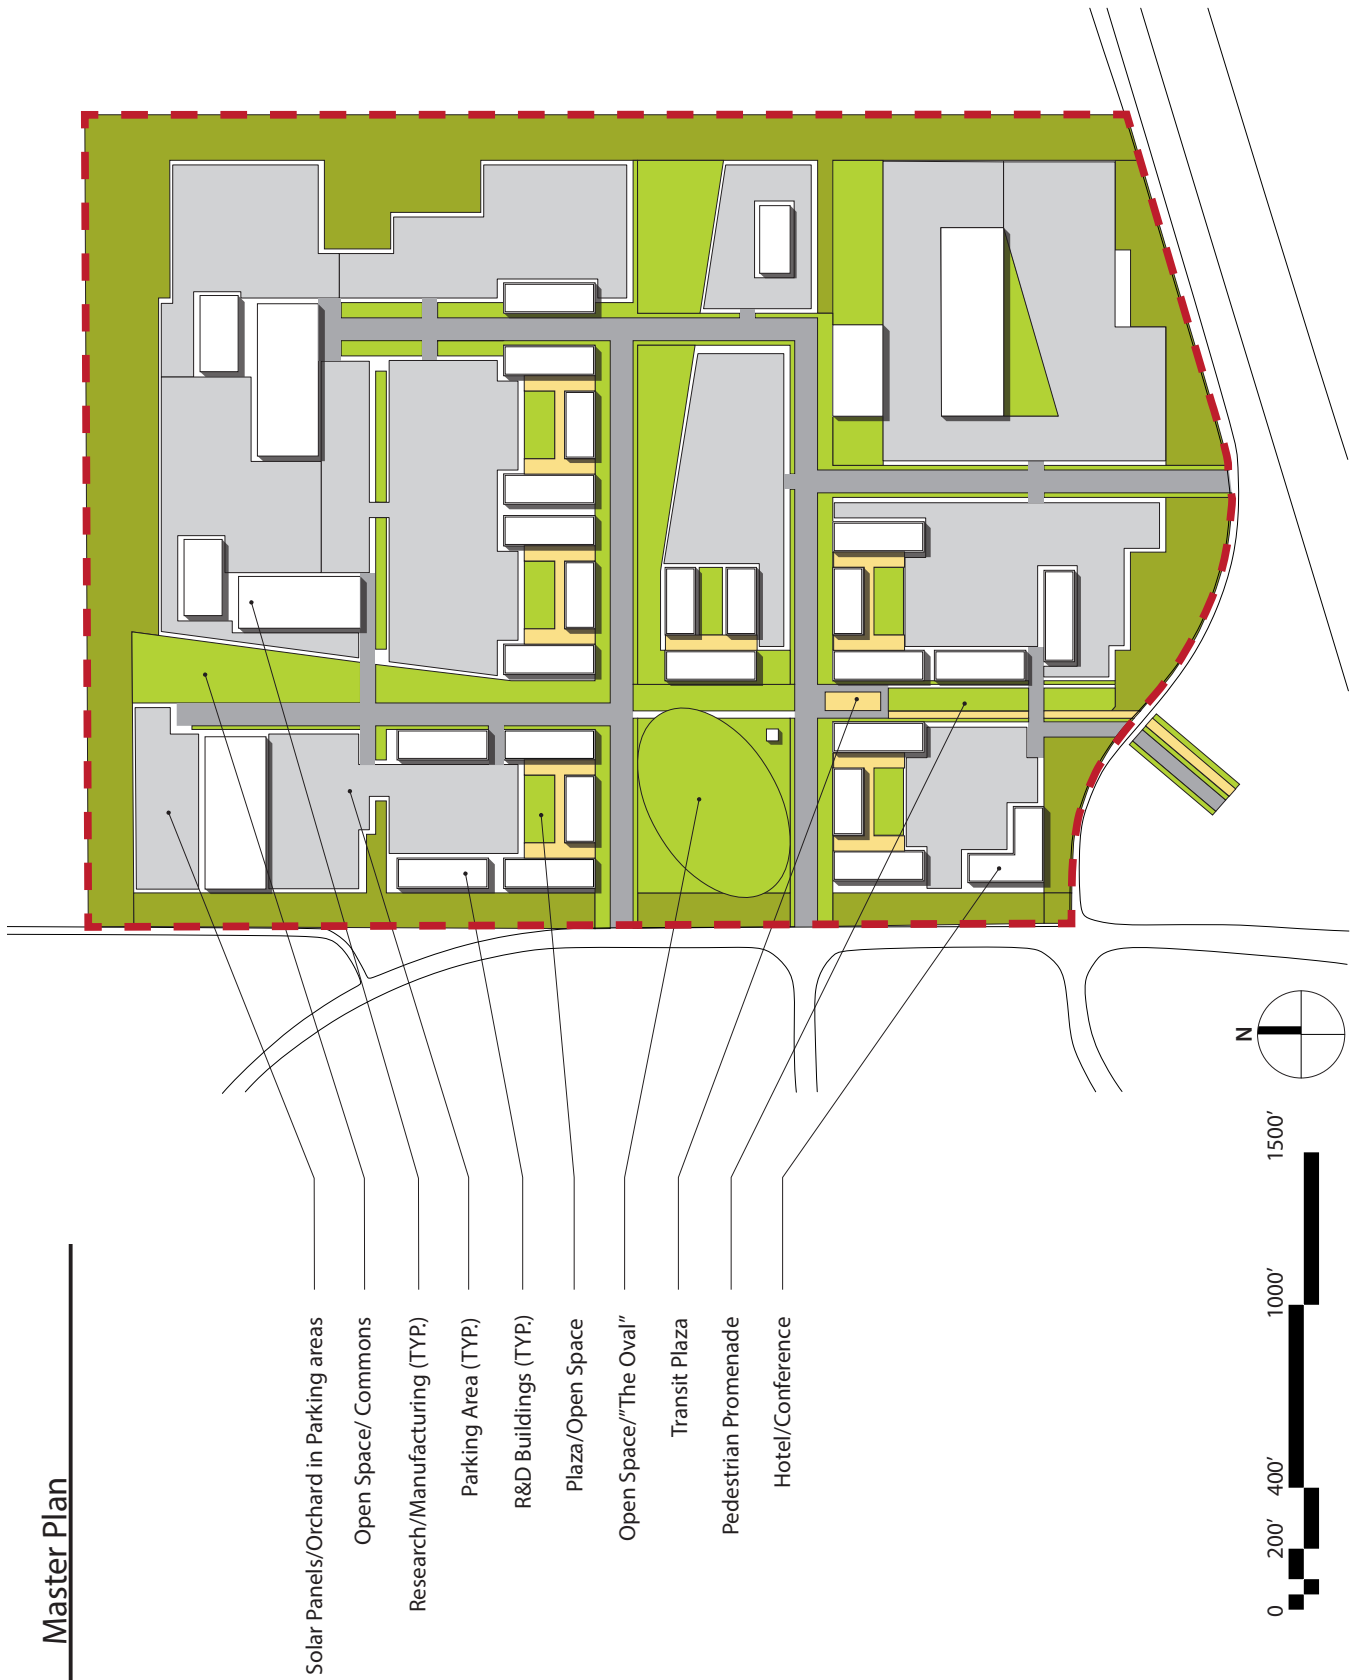 Master Plan
Solar Panels/Orchard in Parking areas
Open Space/ Commons
Research/Manufacturing (TYP.)
Parking Area (TYP.)
R&D Buildings (TYP.)
Plaza/Open Space
Open Space/"The Oval"
Transit Plaza
Pedestrian Promenade
Hotel/Conference
N
0 200' 400' 1000' 1500'